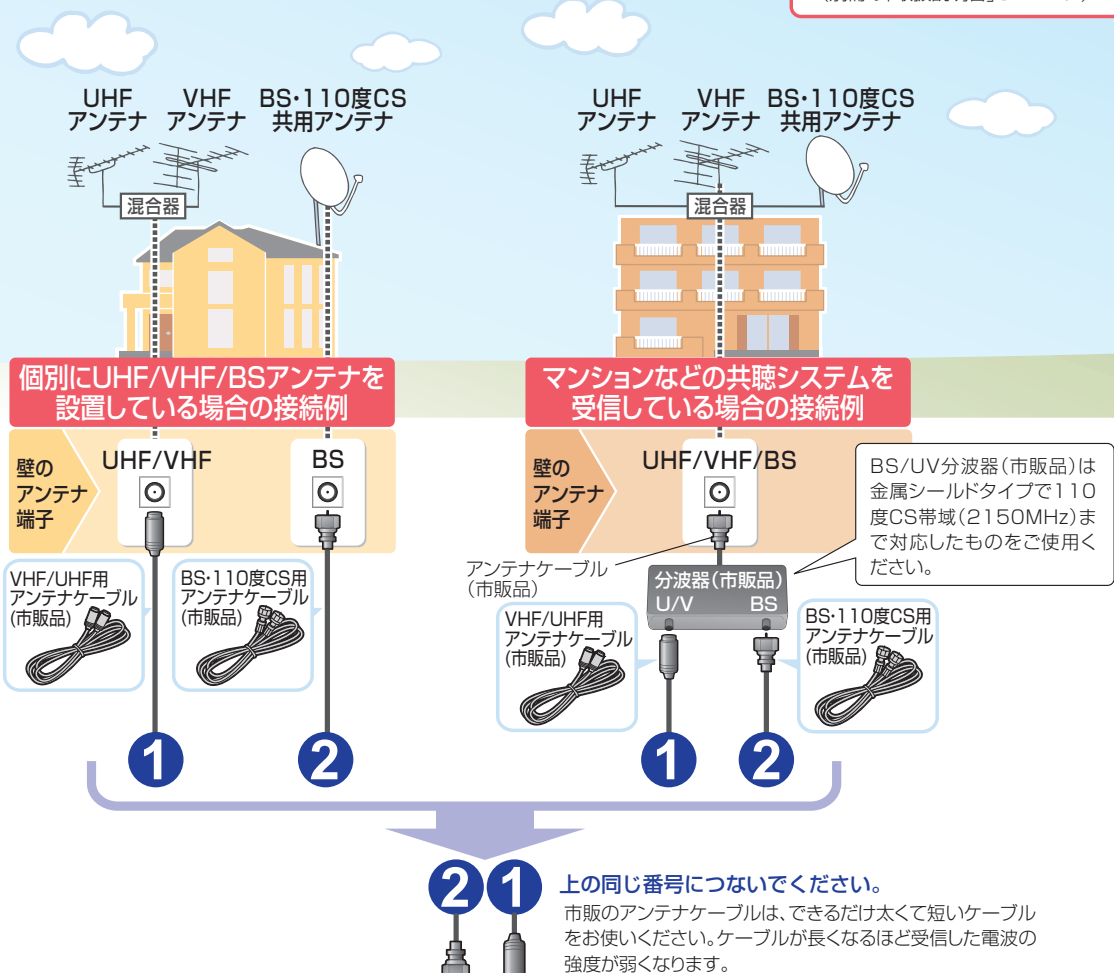 UHF
アンテナ
VHF
アンテナ
BS・110度CS
共用アンテナ
混合器
UHF
アンテナ
VHF
アンテナ
BS・110度CS
共用アンテナ
混合器
個別にUHF/VHF/BSアンテナを
設置している場合の接続例
マンションなどの共聴システムを
受信している場合の接続例
壁の
アンテナ
端子
UHF/VHF
BS
壁の
アンテナ
端子
UHF/VHF/BS
BS/UV分波器(市販品)は
金属シールドタイプで110
度CS帯域(2150MHz)ま
で対応したものをご使用く
ださい。
VHF/UHF用
アンテナケーブル
(市販品)
BS・110度CS用
アンテナケーブル
(市販品)
アンテナケーブル
(市販品)
分波器(市販品)
U/V BS
VHF/UHF用
アンテナケーブル
(市販品)
BS・110度CS用
アンテナケーブル
(市販品)
1
2
1
2
2
1
上の同じ番号につないでください。
市販のアンテナケーブルは、できるだけ太くて短いケーブル
をお使いください。ケーブルが長くなるほど受信した電波の
強度が弱くなります。